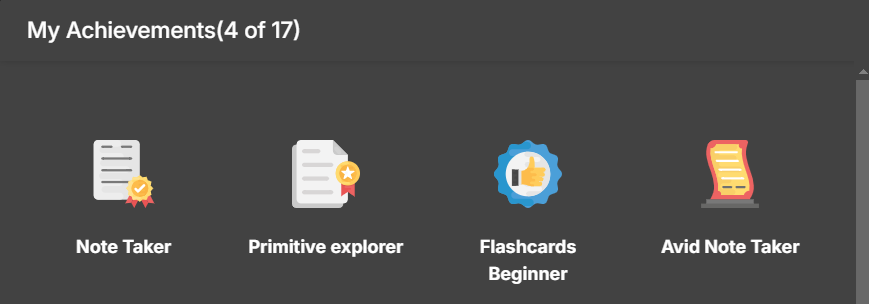 My Achievements(4 of 17)
Note Taker
Primitive explorer
Flashcards
Beginner
Avid Note Taker